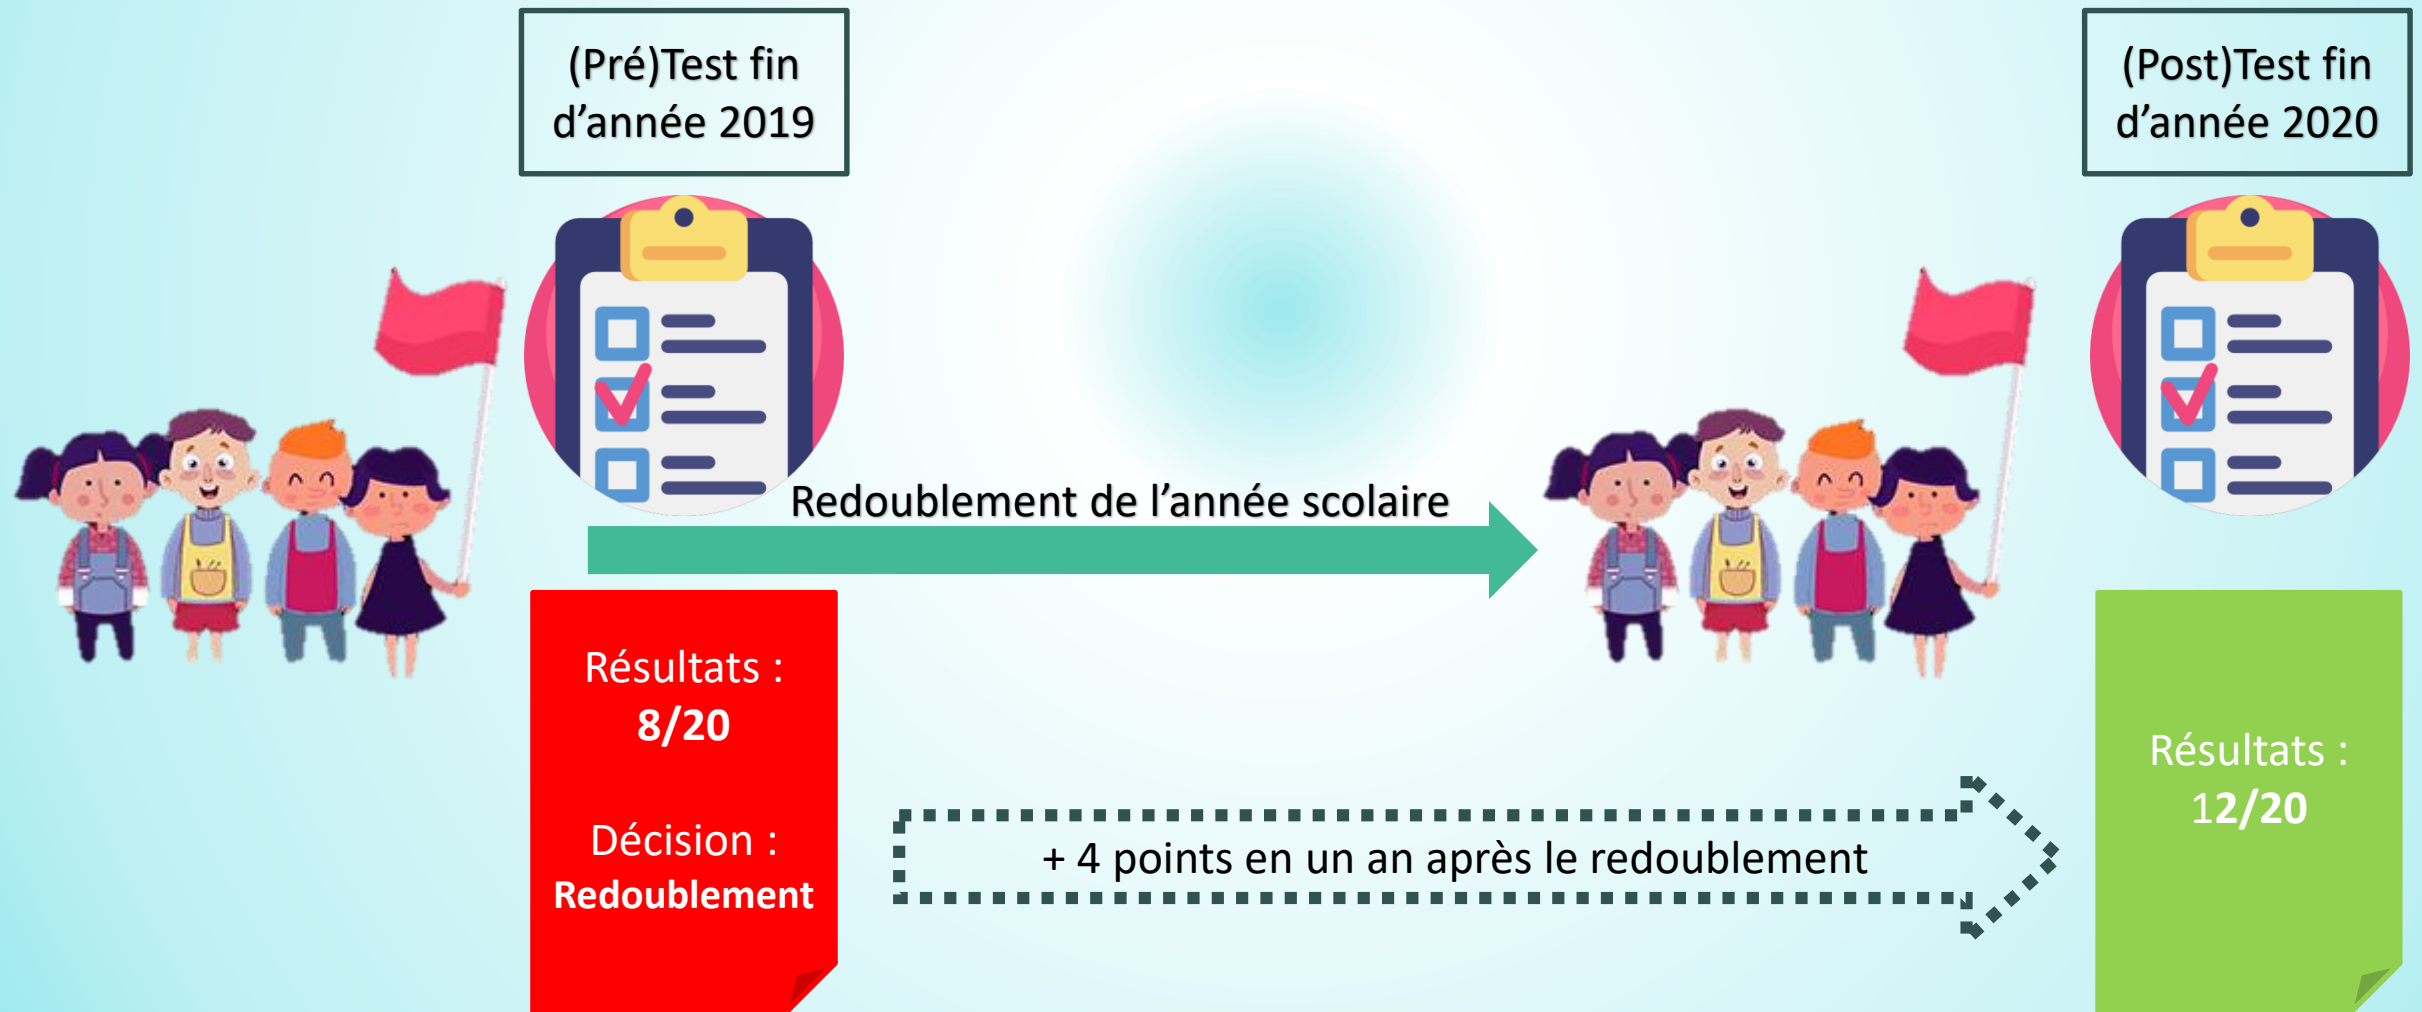 (Pré)Test fin
d’année 2019
(Post)Test fin
d’année 2020
Redoublement de l’année scolaire
Résultats :
8/20
Décision :
Redoublement
+ 4 points en un an après le redoublement
Résultats :
12/20